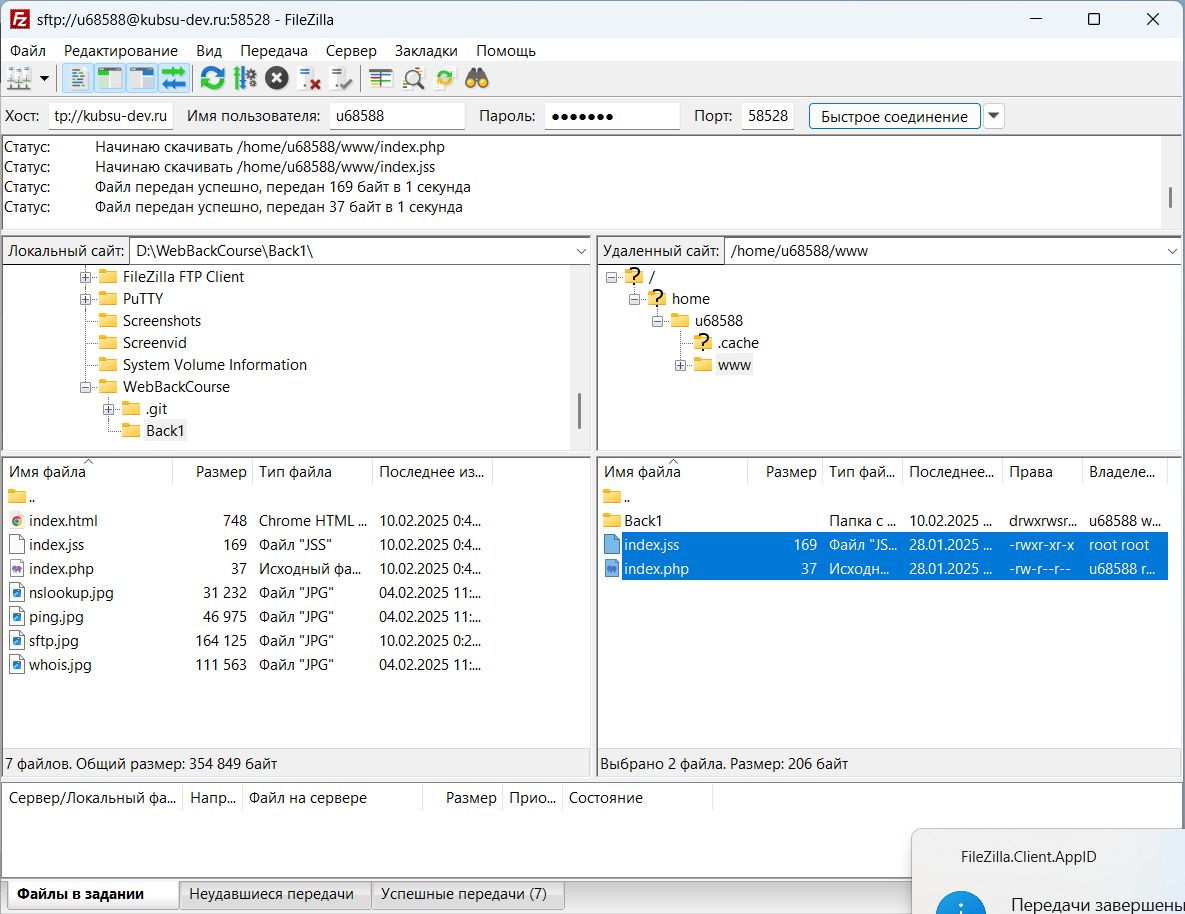 sftp://u68588@kubsu-dev.ru:58528 - FileZilla
Файл Редактирование Вид Передача Сервер Закладки Помощь
Хост: tp://kubsu-dev.ru Имя пользователя: u68588 Пароль: ●●●●●●● Порт: 58528 Быстрое соединение
Статус: Начинаю скачивать /home/u68588/www/index.php
Статус: Начинаю скачивать /home/u68588/www/index.jss
Статус: Файл передан успешно, передан 169 байт в 1 секунда
Статус: Файл передан успешно, передан 37 байт в 1 секунда
Локальный сайт: D:\WebBackCourse\Back1\
FileZilla FTP Client
PuTTY
Screenshots
Screenvid
System Volume Information
WebBackCourse
.git
Back1
Удаленный сайт: /home/u68588/www
/
home
u68588
.cache
www
Имя файла Размер Тип файла Последнее из...
..
index.html 748 Chrome HTML ... 10.02.2025 0:4...
index.jss 169 Файл "JSS" 10.02.2025 0:4...
index.php 37 Исходный фа... 10.02.2025 0:4...
nslookup.jpg 31 232 Файл "JPG" 04.02.2025 11:...
ping.jpg 46 975 Файл "JPG" 04.02.2025 11:...
sftp.jpg 164 125 Файл "JPG" 10.02.2025 0:2...
whois.jpg 111 563 Файл "JPG" 04.02.2025 11:...
7 файлов. Общий размер: 354 849 байт
Имя файла Размер Тип фай... Последнее... Права Владеле...
..
Back1 Папка с ... 10.02.2025 ... drwxrwsr... u68588 w...
index.jss 169 Файл "JS... 28.01.2025 ... -rwxr-xr-x root root
index.php 37 Исходн... 28.01.2025 ... -rw-r--r-- u68588 r...
Выбрано 2 файла. Размер: 206 байт
Сервер/Локальный фа... Напр... Файл на сервере Размер Прио... Состояние
Файлы в задании Неудавшиеся передачи Успешные передачи (7)
FileZilla.Client.AppID
Передачи завершены